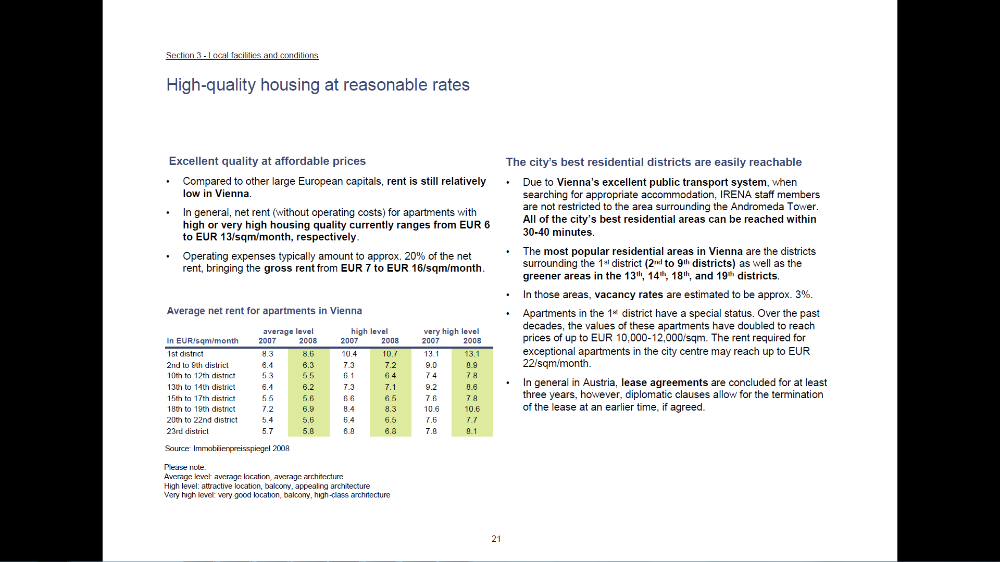 Section 3 - Local facilities and conditions
High-quality housing at reasonable rates
Excellent quality at affordable prices
• Compared to other large European capitals, rent is still relatively
low in Vienna.
• In general, net rent (without operating costs) for apartments with
high or very high housing quality currently ranges from EUR 6
to EUR 13/sqm/month, respectively.
• Operating expenses typically amount to approx. 20% of the net
rent, bringing the gross rent from EUR 7 to EUR 16/sqm/month.
Average net rent for apartments in Vienna
average level high level very high level
in EUR/sqm/month 2007 2008 2007 2008 2007 2008
1st district 8.3 8.6 10.4 10.7 13.1 13.1
2nd to 9th district 6.4 6.3 7.3 7.2 9.0 8.9
10th to 12th district 5.3 5.5 6.1 6.4 7.4 7.8
13th to 14th district 6.4 6.2 7.3 7.1 9.2 8.6
15th to 17th district 5.5 5.6 6.6 6.5 7.6 7.8
18th to 19th district 7.2 6.9 8.4 8.3 10.6 10.6
20th to 22nd district 5.4 5.6 6.4 6.5 7.6 7.7
23rd district 5.7 5.8 6.8 6.8 7.8 8.1
Source: Immobilienpreisspiegel 2008
Please note:
Average level: average location, average architecture
High level: attractive location, balcony, appealing architecture
Very high level: very good location, balcony, high-class architecture
The city’s best residential districts are easily reachable
• Due to Vienna’s excellent public transport system, when
searching for appropriate accommodation, IRENA staff members
are not restricted to the area surrounding the Andromeda Tower.
All of the city’s best residential areas can be reached within
30-40 minutes.
• The most popular residential areas in Vienna are the districts
surrounding the 1st district (2nd to 9th districts) as well as the
greener areas in the 13th, 14th, 18th, and 19th districts.
• In those areas, vacancy rates are estimated to be approx. 3%.
• Apartments in the 1st district have a special status. Over the past
decades, the values of these apartments have doubled to reach
prices of up to EUR 10,000-12,000/sqm. The rent required for
exceptional apartments in the city centre may reach up to EUR
22/sqm/month.
• In general in Austria, lease agreements are concluded for at least
three years, however, diplomatic clauses allow for the termination
of the lease at an earlier time, if agreed.
21